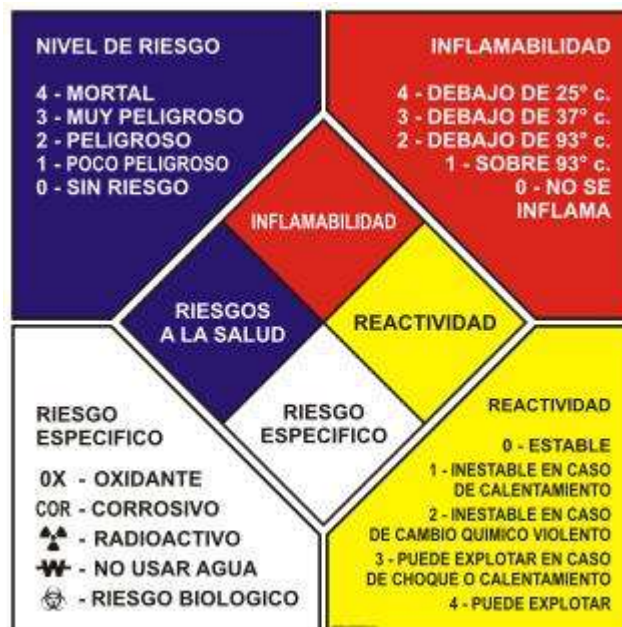 NIVEL DE RIESGO
4 - MORTAL
3 - MUY PELIGROSO
2 - PELIGROSO
1 - POCO PELIGROSO
0 - SIN RIESGO
INFLAMABILIDAD
4 - DEBAJO DE 25° c.
3 - DEBAJO DE 37° c.
2 - DEBAJO DE 93° c.
1 - SOBRE 93° c.
0 - NO SE
INFLAMA
INFLAMABILIDAD
RIESGOS
A LA SALUD
REACTIVIDAD
RIESGO
ESPECIFICO
RIESGO
ESPECIFICO
0X - OXIDANTE
COR - CORROSIVO
- RADIOACTIVO
W - NO USAR AGUA
- RIESGO BIOLOGICO
REACTIVIDAD
0 - ESTABLE
1 - INESTABLE EN CASO
DE CALENTAMIENTO
2 - INESTABLE EN CASO
DE CAMBIO QUIMICO VIOLENTO
3 - PUEDE EXPLOTAR EN CASO
DE CHOQUE O CALENTAMIENTO
4 - PUEDE EXPLOTAR